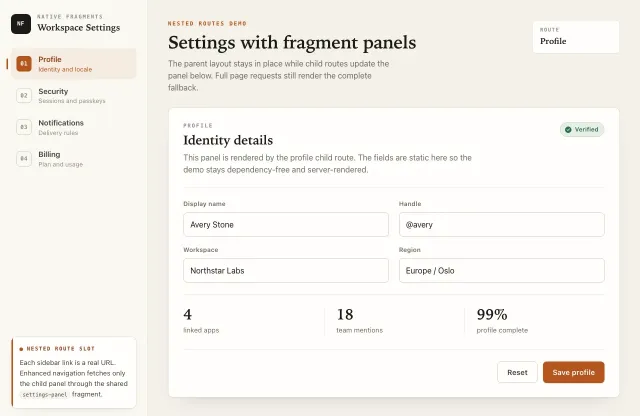 NF
NATIVE FRAGMENTS
Workspace Settings
01
Profile
Identity and locale
02
Security
Sessions and passkeys
03
Notifications
Delivery rules
04
Billing
Plan and usage
NESTED ROUTE SLOT
Each sidebar link is a real URL.
Enhanced navigation fetches only
the child panel through the shared
settings-panel fragment.
NESTED ROUTES DEMO
Settings with fragment panels
The parent layout stays in place while child routes update the
panel below. Full page requests still render the complete
fallback.
ROUTE
Profile
PROFILE
Identity details
This panel is rendered by the profile child route. The fields are static here so the
demo stays dependency-free and server-rendered.
Verified
Display name
Avery Stone
Handle
@avery
Workspace
Northstar Labs
Region
Europe / Oslo
4
linked apps
18
team mentions
99%
profile complete
Reset
Save profile